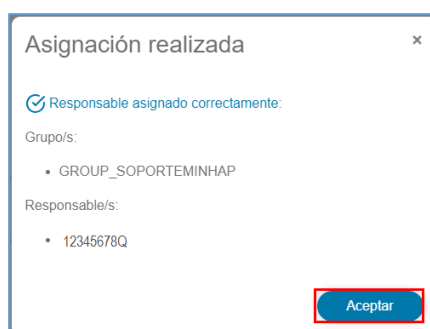 Asignación realizada ×
Responsable asignado correctamente:
Grupo/s:
• GROUP_SOPORTEMINHAP
Responsable/s:
• 12345678Q
Aceptar